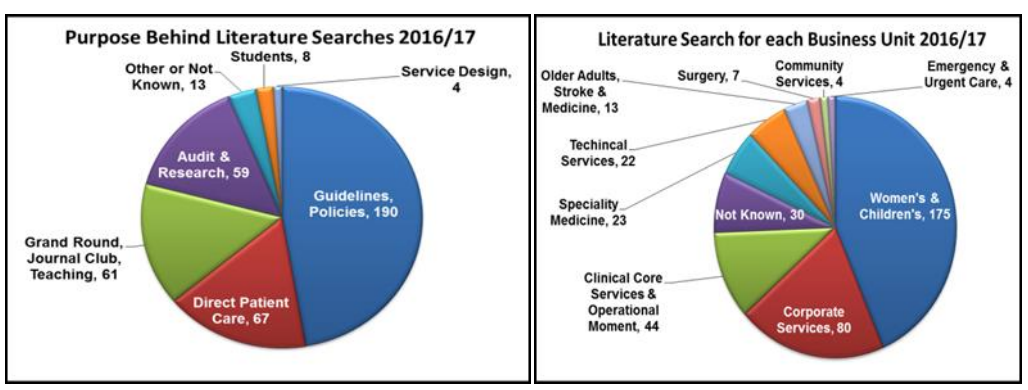 Purpose Behind Literature Searches 2016/17
Students, 8
Other or Not
Known, 13
Service Design,
4
Audit &
Research, 59
Guidelines,
Policies, 190
Grand Round,
Journal Club,
Teaching, 61
Direct Patient
Care, 67
Literature Search for each Business Unit 2016/17
Older Adults,
Stroke &
Medicine, 13
Surgery, 7
Community
Services, 4
Emergency &
Urgent Care, 4
Techincal
Services, 22
Speciality
Medicine, 23
Not Known, 30
Women's &
Children's, 175
Clinical Core
Services &
Operational
Moment, 44
Corporate
Services, 80